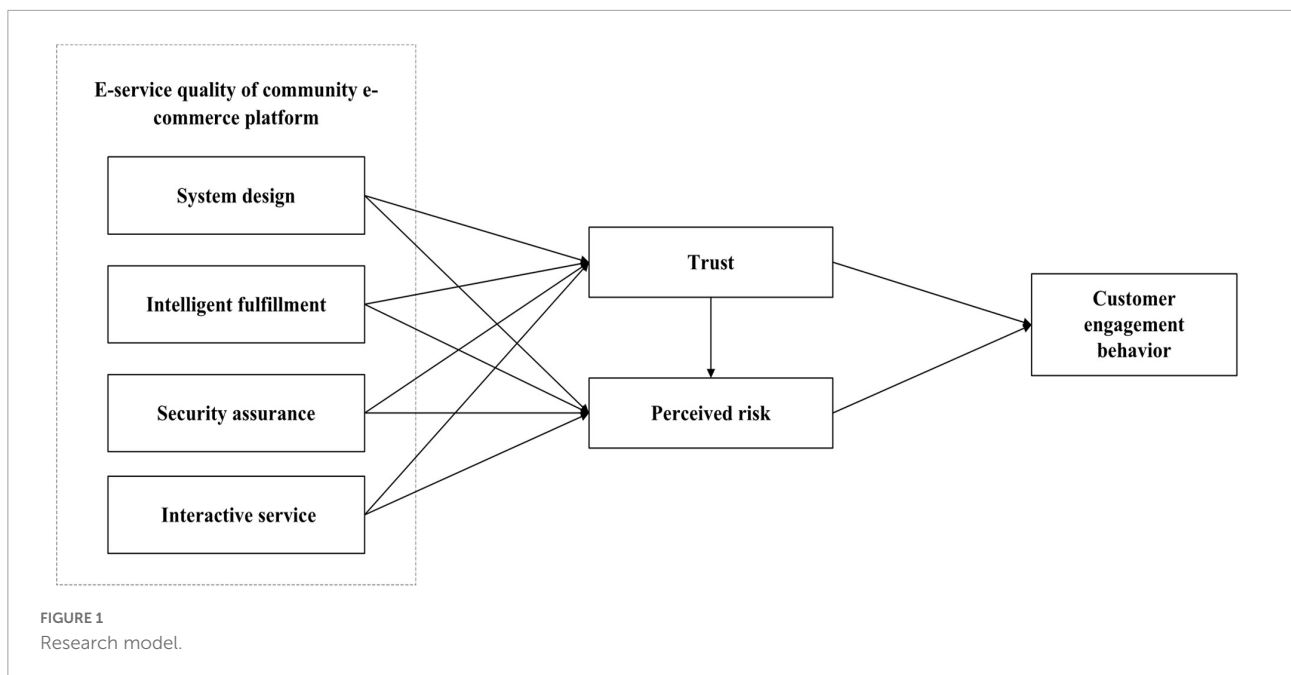 E-service quality of community e-
commerce platform
System design
Intelligent fulfillment
Security assurance
Interactive service
Trust
Perceived risk
Customer
engagement
behavior
FIGURE 1
Research model.